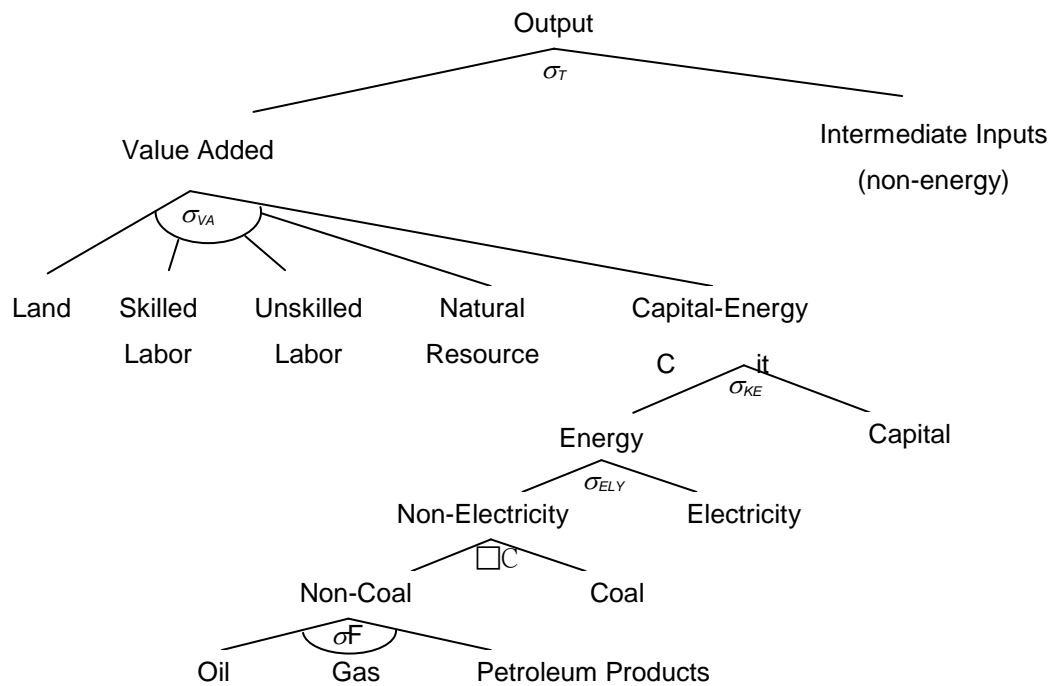 Output
σT
Value Added
Intermediate Inputs
(non-energy)
σVA
Land
Skilled
Labor
Unskilled
Labor
Natural
Resource
Capital-Energy
C it
σKE
Energy
Capital
σELY
Non-Electricity
Electricity
□C
Non-Coal
Coal
σF
Oil
Gas
Petroleum Products